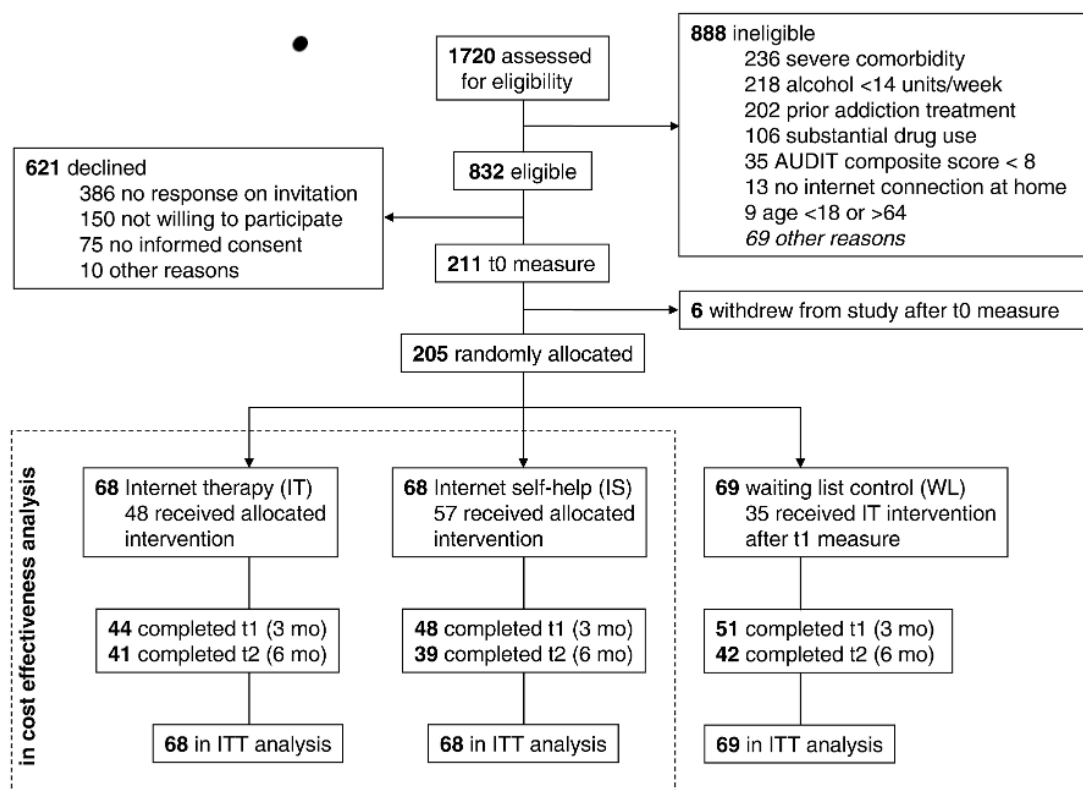 1720 assessed
for eligibility
888 ineligible
236 severe comorbidity
218 alcohol <14 units/week
202 prior addiction treatment
106 substantial drug use
35 AUDIT composite score < 8
13 no internet connection at home
9 age <18 or >64
69 other reasons
832 eligible
621 declined
386 no response on invitation
150 not willing to participate
75 no informed consent
10 other reasons
211 t0 measure
6 withdrew from study after t0 measure
205 randomly allocated
in cost effectiveness analysis
68 Internet therapy (IT)
48 received allocated
intervention
68 Internet self-help (IS)
57 received allocated
intervention
69 waiting list control (WL)
35 received IT intervention
after t1 measure
44 completed t1 (3 mo)
41 completed t2 (6 mo)
48 completed t1 (3 mo)
39 completed t2 (6 mo)
51 completed t1 (3 mo)
42 completed t2 (6 mo)
68 in ITT analysis
68 in ITT analysis
69 in ITT analysis